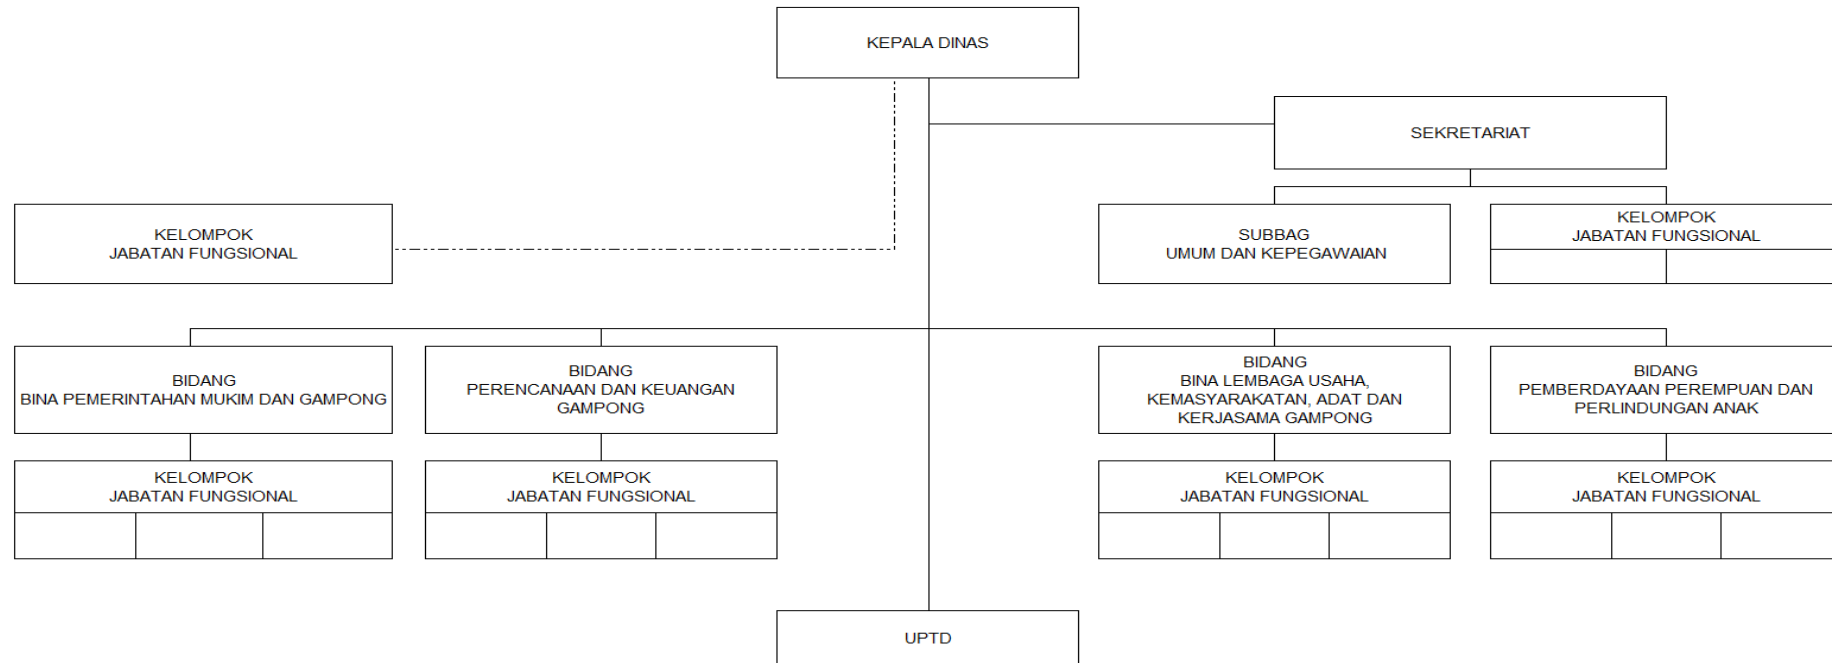 KEPALA DINAS
SEKRETARIAT
KELOMPOK
JABATAN FUNGSIONAL
SUBBAG
UMUM DAN KEPEGAWAIAN
KELOMPOK
JABATAN FUNGSIONAL
BIDANG
BINA PEMERINTAHAN MUKIM DAN GAMPONG
BIDANG
PERENCANAAN DAN KEUANGAN
GAMPONG
BIDANG
BINA LEMBAGA USAHA,
KEMASYARAKATAN, ADAT DAN
KERJASAMA GAMPONG
BIDANG
PEMBERDAYAAN PEREMPUAN DAN
PERLINDUNGAN ANAK
KELOMPOK
JABATAN FUNGSIONAL
KELOMPOK
JABATAN FUNGSIONAL
KELOMPOK
JABATAN FUNGSIONAL
KELOMPOK
JABATAN FUNGSIONAL
UPTD